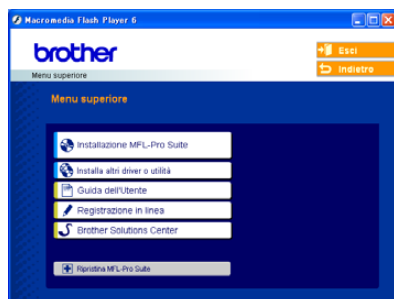 Macromedia Flash Player 6
brother
Esci
Indietro
Menu superiore
Menu superiore
Installazione MFL-Pro Suite
Installa altri driver o utilità
Guida dell'Utente
Registrazione in linea
Brother Solutions Center
Ripristina MFL-Pro Suite